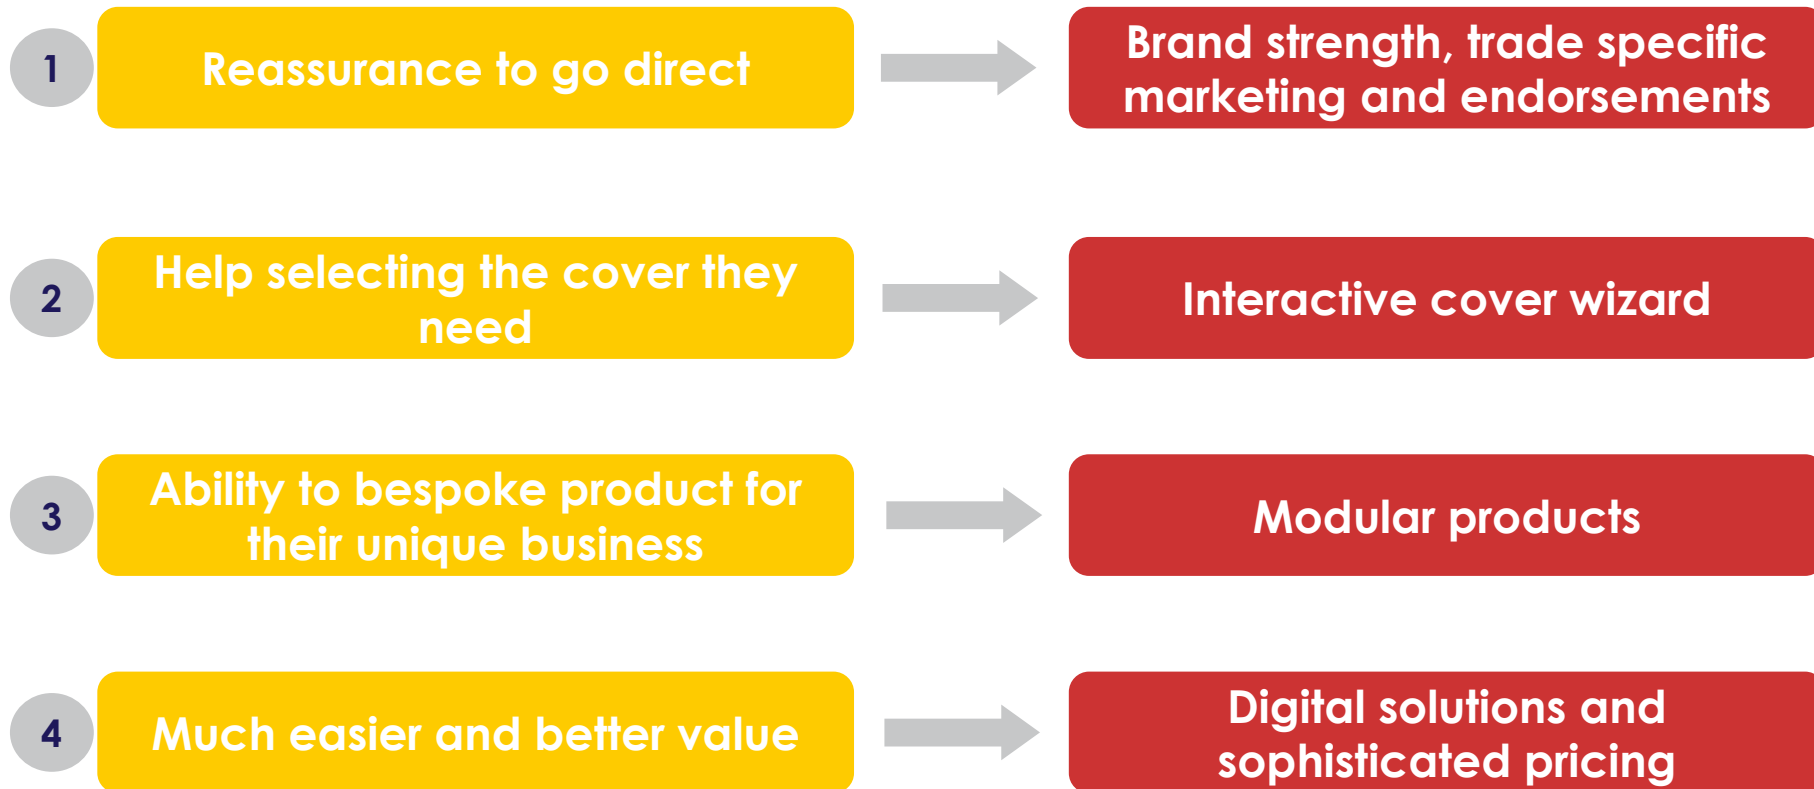 1
Reassurance to go direct
Brand strength, trade specific
marketing and endorsements
2
Help selecting the cover they
need
Interactive cover wizard
3
Ability to bespoke product for
their unique business
Modular products
4
Much easier and better value
Digital solutions and
sophisticated pricing